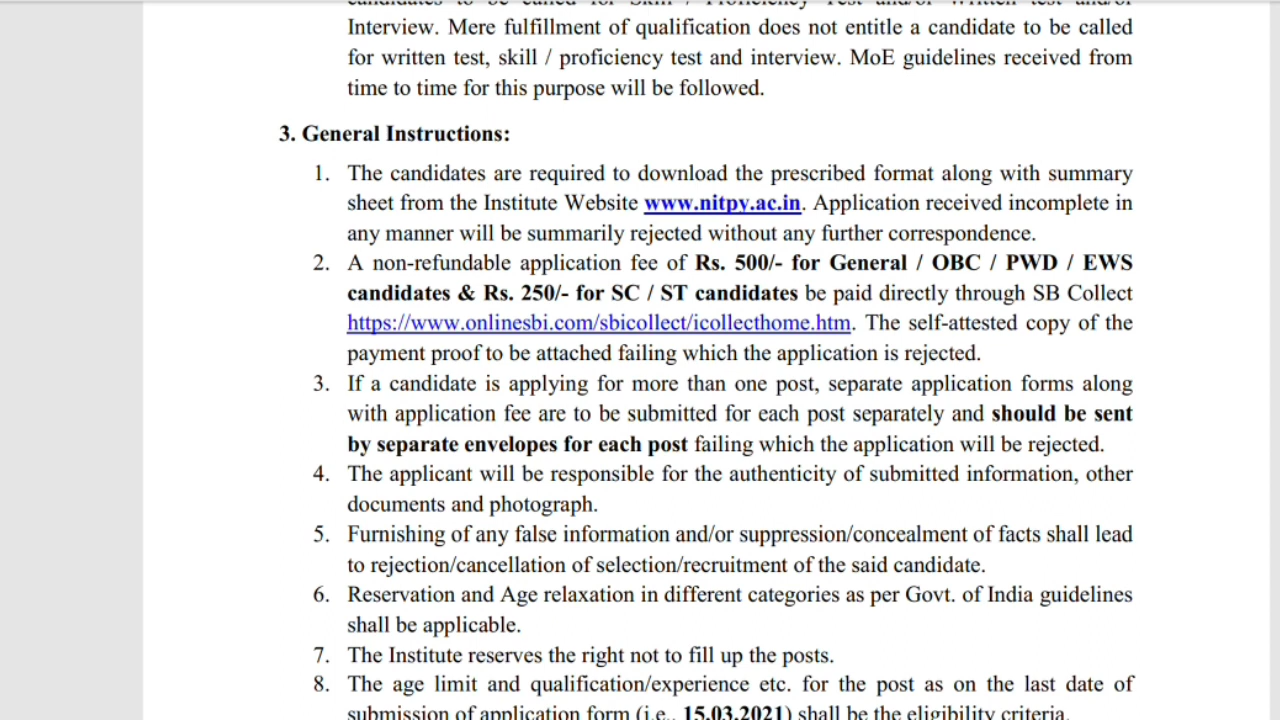 Interview. Mere fulfillment of qualification does not entitle a candidate to be called
for written test, skill / proficiency test and interview. MoE guidelines received from
time to time for this purpose will be followed.
3. General Instructions:
1. The candidates are required to download the prescribed format along with summary
sheet from the Institute Website www.nitpy.ac.in. Application received incomplete in
any manner will be summarily rejected without any further correspondence.
2. A non-refundable application fee of Rs. 500/- for General / OBC / PWD / EWS
candidates & Rs. 250/- for SC / ST candidates be paid directly through SB Collect
https://www.onlinesbi.com/sbicollect/icollecthome.htm. The self-attested copy of the
payment proof to be attached failing which the application is rejected.
3. If a candidate is applying for more than one post, separate application forms along
with application fee are to be submitted for each post separately and should be sent
by separate envelopes for each post failing which the application will be rejected.
4. The applicant will be responsible for the authenticity of submitted information, other
documents and photograph.
5. Furnishing of any false information and/or suppression/concealment of facts shall lead
to rejection/cancellation of selection/recruitment of the said candidate.
6. Reservation and Age relaxation in different categories as per Govt. of India guidelines
shall be applicable.
7. The Institute reserves the right not to fill up the posts.
8. The age limit and qualification/experience etc. for the post as on the last date of
submission of application form (i.e., 15.03.2021) shall be the eligibility criteria.